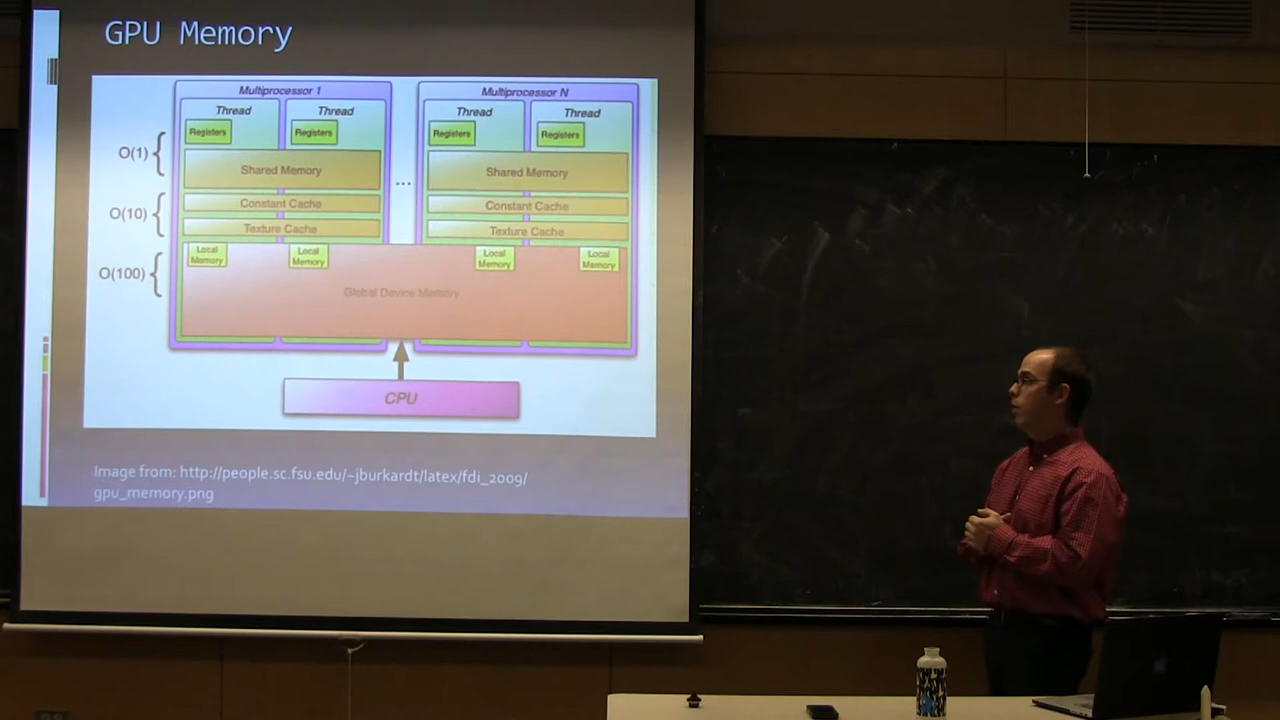 GPU Memory
Multiprocessor 1
Multiprocessor N
Thread
Thread
Thread
Thread
Registers
Registers
Registers
Registers
O(1)
Shared Memory
Shared Memory
...
O(10)
Constant Cache
Constant Cache
Texture Cache
Texture Cache
Local
Memory
Local
Memory
Local
Memory
Local
Memory
O(100)
Global Device Memory
CPU
Image from: http://people.sc.fsu.edu/~jburkardt/latex/fdi_2009/
gpu_memory.png